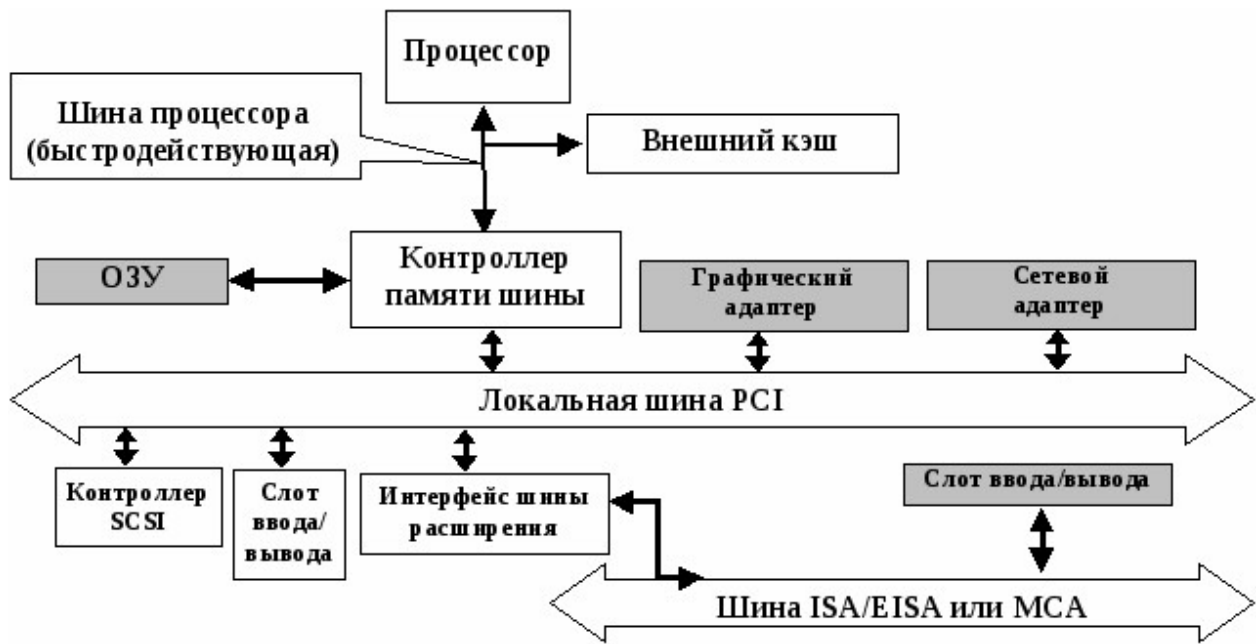 Процессор
Шина процессора
(быстродействующая)
Внешний кэш
ОЗУ
Контроллер
памяти шины
Графический
адаптер
Сетевой
адаптер
Локальная шина PCI
Контроллер
SCSI
Слот
ввода/
вывода
Интерфейс шины
расширения
Слот ввода/вывода
Шина ISA/EISA или MCA